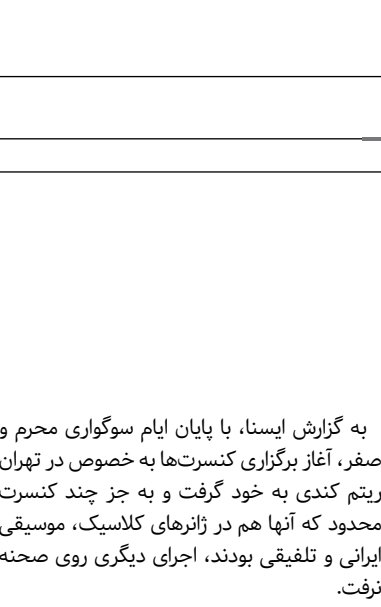 به گزارش ایسنا، با پایان ایام سوگواری محرم و
صفر، آغاز برگزاری کنسرت‌ها به خصوص در تهران
ریتم کندی به خود گرفت و به جز چند کنسرت
محدود که آنها هم در ژانرهای کلاسیک، موسیقی
ایرانی و تلفیقی بودند، اجرای دیگری روی صحنه
نرفت.